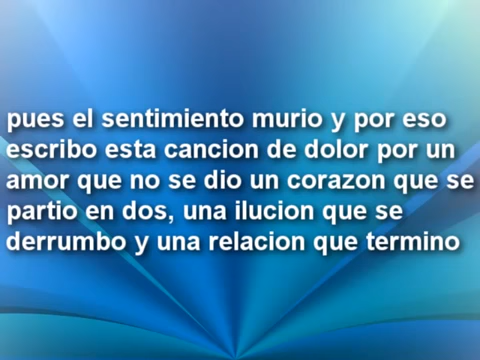 pues el sentimiento murio y por eso
escribo esta cancion de dolor por un
amor que no se dio un corazon que se
partio en dos, una ilucion que se
derrumbo y una relacion que termino